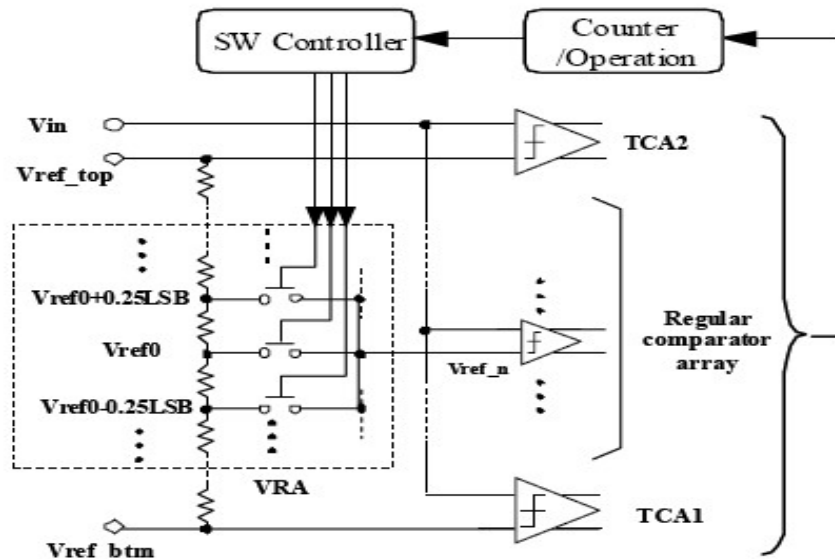 SW Controller
Counter
/Operation
Vin
TCA2
Vref_top
Vref0+0.25LSB
Vref0
Vref_n
Regular
comparator
array
Vref0-0.25LSB
VRA
TCA1
Vref_btm